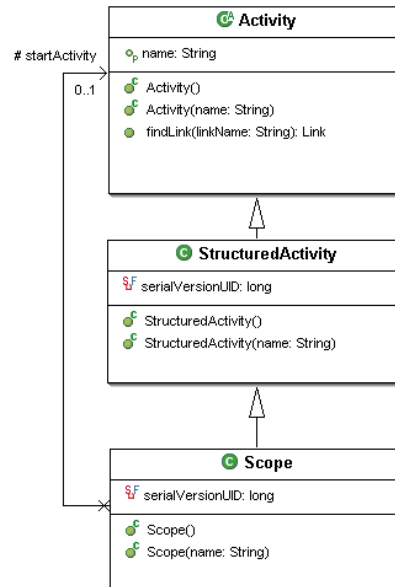 Activity
# startActivity
name: String
0..1
Activity()
Activity(name: String)
findLink(linkName: String): Link
StructuredActivity
serialVersionUID: long
StructuredActivity()
StructuredActivity(name: String)
Scope
serialVersionUID: long
Scope()
Scope(name: String)